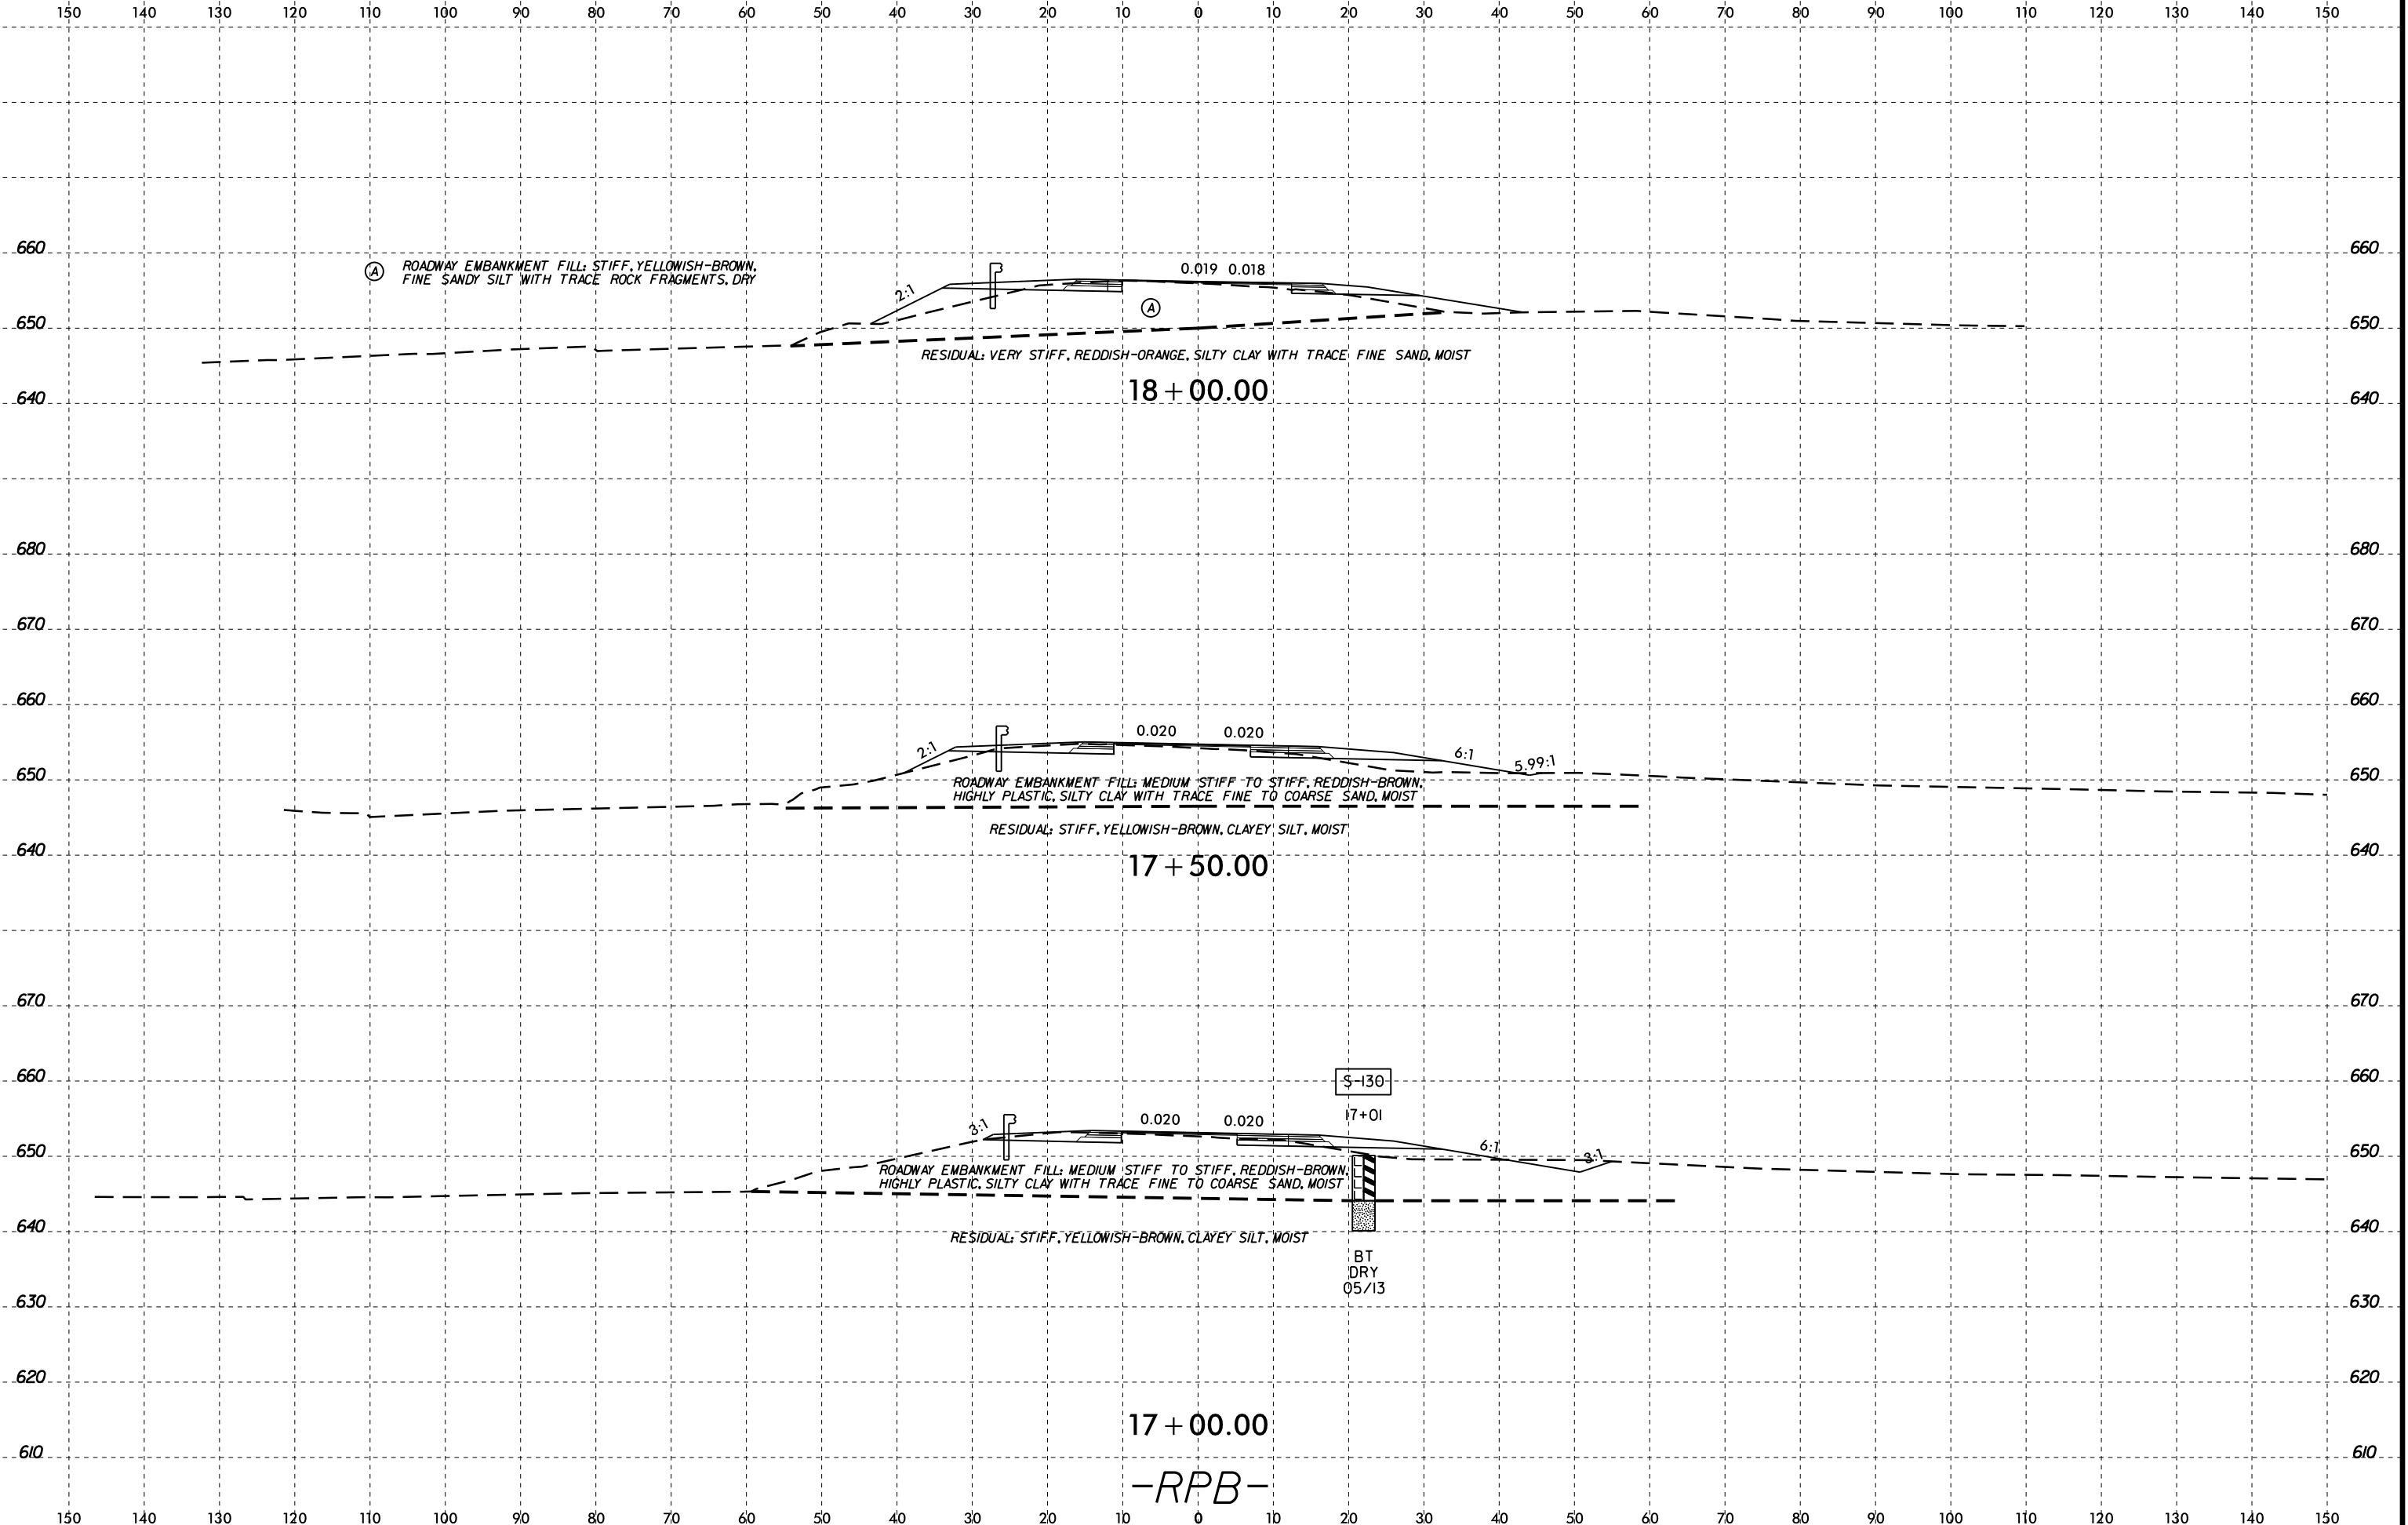 150 140 130 120 110 100 90 80 70 60 50 40 30 20 10 0 10 20 30 40 50 60 70 80 90 100 110 120 130 140 150
660 660
Ⓐ ROADWAY EMBANKMENT FILL: STIFF, YELLOWISH-BROWN,
FINE SANDY SILT WITH TRACE ROCK FRAGMENTS, DRY
0.019 0.018
2:1
A
650 650
RESIDUAL: VERY STIFF, REDDISH-ORANGE, SILTY CLAY WITH TRACE FINE SAND, MOIST
18+00.00
640 640
680 680
670 670
660 660
2:1 0.020 0.020 6:1 5.99:1
650 650
ROADWAY EMBANKMENT FILL: MEDIUM STIFF TO STIFF, REDDISH-BROWN,
HIGHLY PLASTIC, SILTY CLAY WITH TRACE FINE TO COARSE SAND, MOIST
RESIDUAL: STIFF, YELLOWISH-BROWN, CLAYEY SILT, MOIST
640 640
17+50.00
670 670
660 660
S-130
17+01
3:1 0.020 0.020 6:1 3:1
650 650
ROADWAY EMBANKMENT FILL: MEDIUM STIFF TO STIFF, REDDISH-BROWN,
HIGHLY PLASTIC, SILTY CLAY WITH TRACE FINE TO COARSE SAND, MOIST
640 640
RESIDUAL: STIFF, YELLOWISH-BROWN, CLAYEY SILT, MOIST
BT
DRY
05/13
630 630
620 620
17+00.00
610 610
-RPB-
150 140 130 120 110 100 90 80 70 60 50 40 30 20 10 0 10 20 30 40 50 60 70 80 90 100 110 120 130 140 150